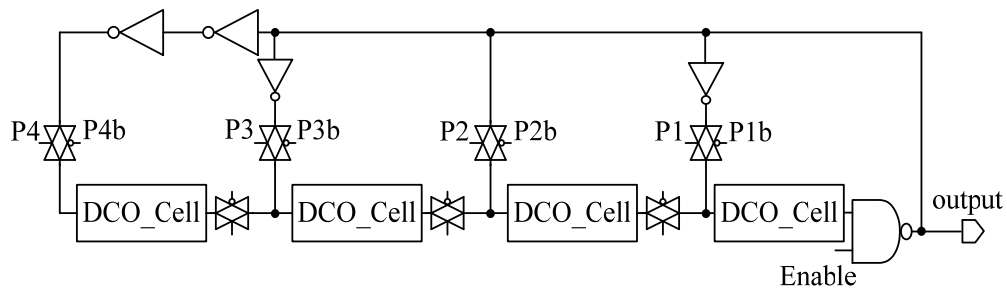 P4 P4b P3 P3b P2 P2b P1 P1b
DCO_Cell DCO_Cell DCO_Cell DCO_Cell output
Enable